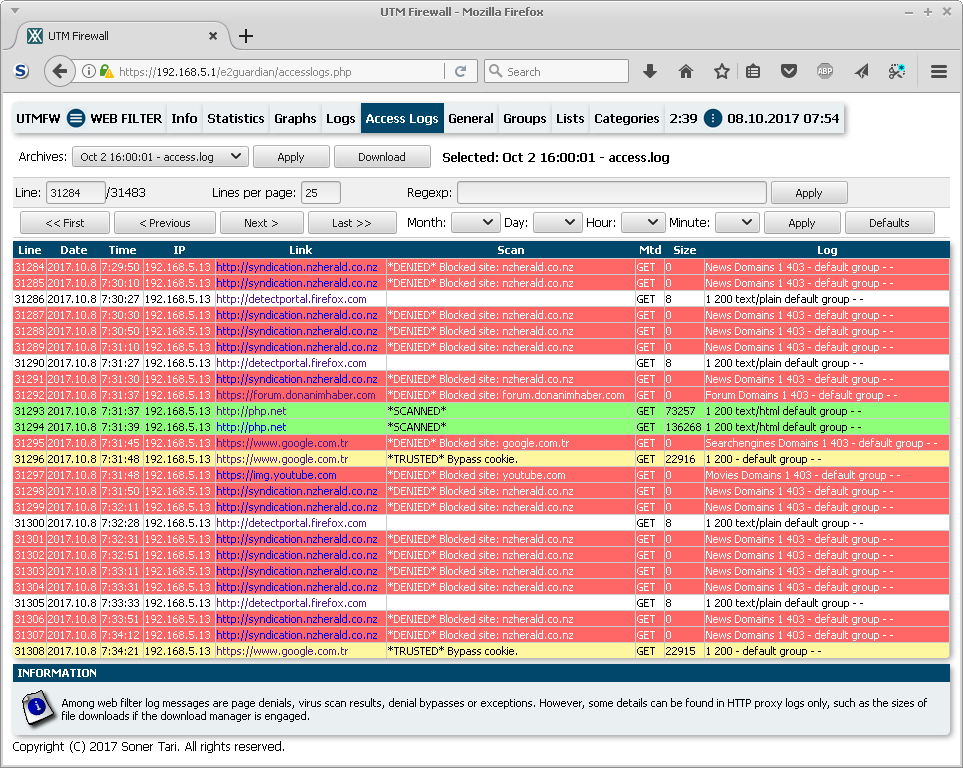 UTM Firewall - Mozilla Firefox
UTM Firewall
https://192.168.5.1/e2guardian/accesslogs.php Search ABP
UTMFW WEB FILTER Info Statistics Graphs Logs Access Logs General Groups Lists Categories 2:39 08.10.2017 07:54
Archives: Oct 2 16:00:01 - access.log Apply Download Selected: Oct 2 16:00:01 - access.log
Line: 31284 /31483 Lines per page: 25 Regexp: Apply
<< First < Previous Next > Last >> Month: Day: Hour: Minute: Apply Defaults
Line Date Time IP Link Scan Mtd Size Log
31284 2017.10.8 7:29:50 192.168.5.13 http://syndication.nzherald.co.nz *DENIED* Blocked site: nzherald.co.nz GET 0 News Domains 1 403 - default group - -
31285 2017.10.8 7:30:10 192.168.5.13 http://syndication.nzherald.co.nz *DENIED* Blocked site: nzherald.co.nz GET 0 News Domains 1 403 - default group - -
31286 2017.10.8 7:30:27 192.168.5.13 http://detectportal.firefox.com GET 8 1 200 text/plain default group - -
31287 2017.10.8 7:30:30 192.168.5.13 http://syndication.nzherald.co.nz *DENIED* Blocked site: nzherald.co.nz GET 0 News Domains 1 403 - default group - -
31288 2017.10.8 7:30:50 192.168.5.13 http://syndication.nzherald.co.nz *DENIED* Blocked site: nzherald.co.nz GET 0 News Domains 1 403 - default group - -
31289 2017.10.8 7:31:10 192.168.5.13 http://syndication.nzherald.co.nz *DENIED* Blocked site: nzherald.co.nz GET 0 News Domains 1 403 - default group - -
31290 2017.10.8 7:31:27 192.168.5.13 http://detectportal.firefox.com GET 8 1 200 text/plain default group - -
31291 2017.10.8 7:31:30 192.168.5.13 http://syndication.nzherald.co.nz *DENIED* Blocked site: nzherald.co.nz GET 0 News Domains 1 403 - default group - -
31292 2017.10.8 7:31:37 192.168.5.13 https://forum.donanimhaber.com *DENIED* Blocked site: forum.donanimhaber.com GET 0 Forum Domains 1 403 - default group - -
31293 2017.10.8 7:31:37 192.168.5.13 http://php.net *SCANNED* GET 73257 1 200 text/html default group - -
31294 2017.10.8 7:31:39 192.168.5.13 http://php.net *SCANNED* GET 136268 1 200 text/html default group - -
31295 2017.10.8 7:31:45 192.168.5.13 https://www.google.com.tr *DENIED* Blocked site: google.com.tr GET 0 Searchengines Domains 1 403 - default group - -
31296 2017.10.8 7:31:48 192.168.5.13 https://www.google.com.tr *TRUSTED* Bypass cookie. GET 22916 1 200 - default group - -
31297 2017.10.8 7:31:48 192.168.5.13 https://img.youtube.com *DENIED* Blocked site: youtube.com GET 0 Movies Domains 1 403 - default group - -
31298 2017.10.8 7:31:50 192.168.5.13 http://syndication.nzherald.co.nz *DENIED* Blocked site: nzherald.co.nz GET 0 News Domains 1 403 - default group - -
31299 2017.10.8 7:32:11 192.168.5.13 http://syndication.nzherald.co.nz *DENIED* Blocked site: nzherald.co.nz GET 0 News Domains 1 403 - default group - -
31300 2017.10.8 7:32:28 192.168.5.13 http://detectportal.firefox.com GET 8 1 200 text/plain default group - -
31301 2017.10.8 7:32:31 192.168.5.13 http://syndication.nzherald.co.nz *DENIED* Blocked site: nzherald.co.nz GET 0 News Domains 1 403 - default group - -
31302 2017.10.8 7:32:51 192.168.5.13 http://syndication.nzherald.co.nz *DENIED* Blocked site: nzherald.co.nz GET 0 News Domains 1 403 - default group - -
31303 2017.10.8 7:33:11 192.168.5.13 http://syndication.nzherald.co.nz *DENIED* Blocked site: nzherald.co.nz GET 0 News Domains 1 403 - default group - -
31304 2017.10.8 7:33:31 192.168.5.13 http://syndication.nzherald.co.nz *DENIED* Blocked site: nzherald.co.nz GET 0 News Domains 1 403 - default group - -
31305 2017.10.8 7:33:33 192.168.5.13 http://detectportal.firefox.com GET 8 1 200 text/plain default group - -
31306 2017.10.8 7:33:51 192.168.5.13 http://syndication.nzherald.co.nz *DENIED* Blocked site: nzherald.co.nz GET 0 News Domains 1 403 - default group - -
31307 2017.10.8 7:34:12 192.168.5.13 http://syndication.nzherald.co.nz *DENIED* Blocked site: nzherald.co.nz GET 0 News Domains 1 403 - default group - -
31308 2017.10.8 7:34:21 192.168.5.13 https://www.google.com.tr *TRUSTED* Bypass cookie. GET 22915 1 200 - default group - -
INFORMATION
Among web filter log messages are page denials, virus scan results, denial bypasses or exceptions. However, some details can be found in HTTP proxy logs only, such as the sizes of
file downloads if the download manager is engaged.
Copyright (C) 2017 Soner Tari. All rights reserved.